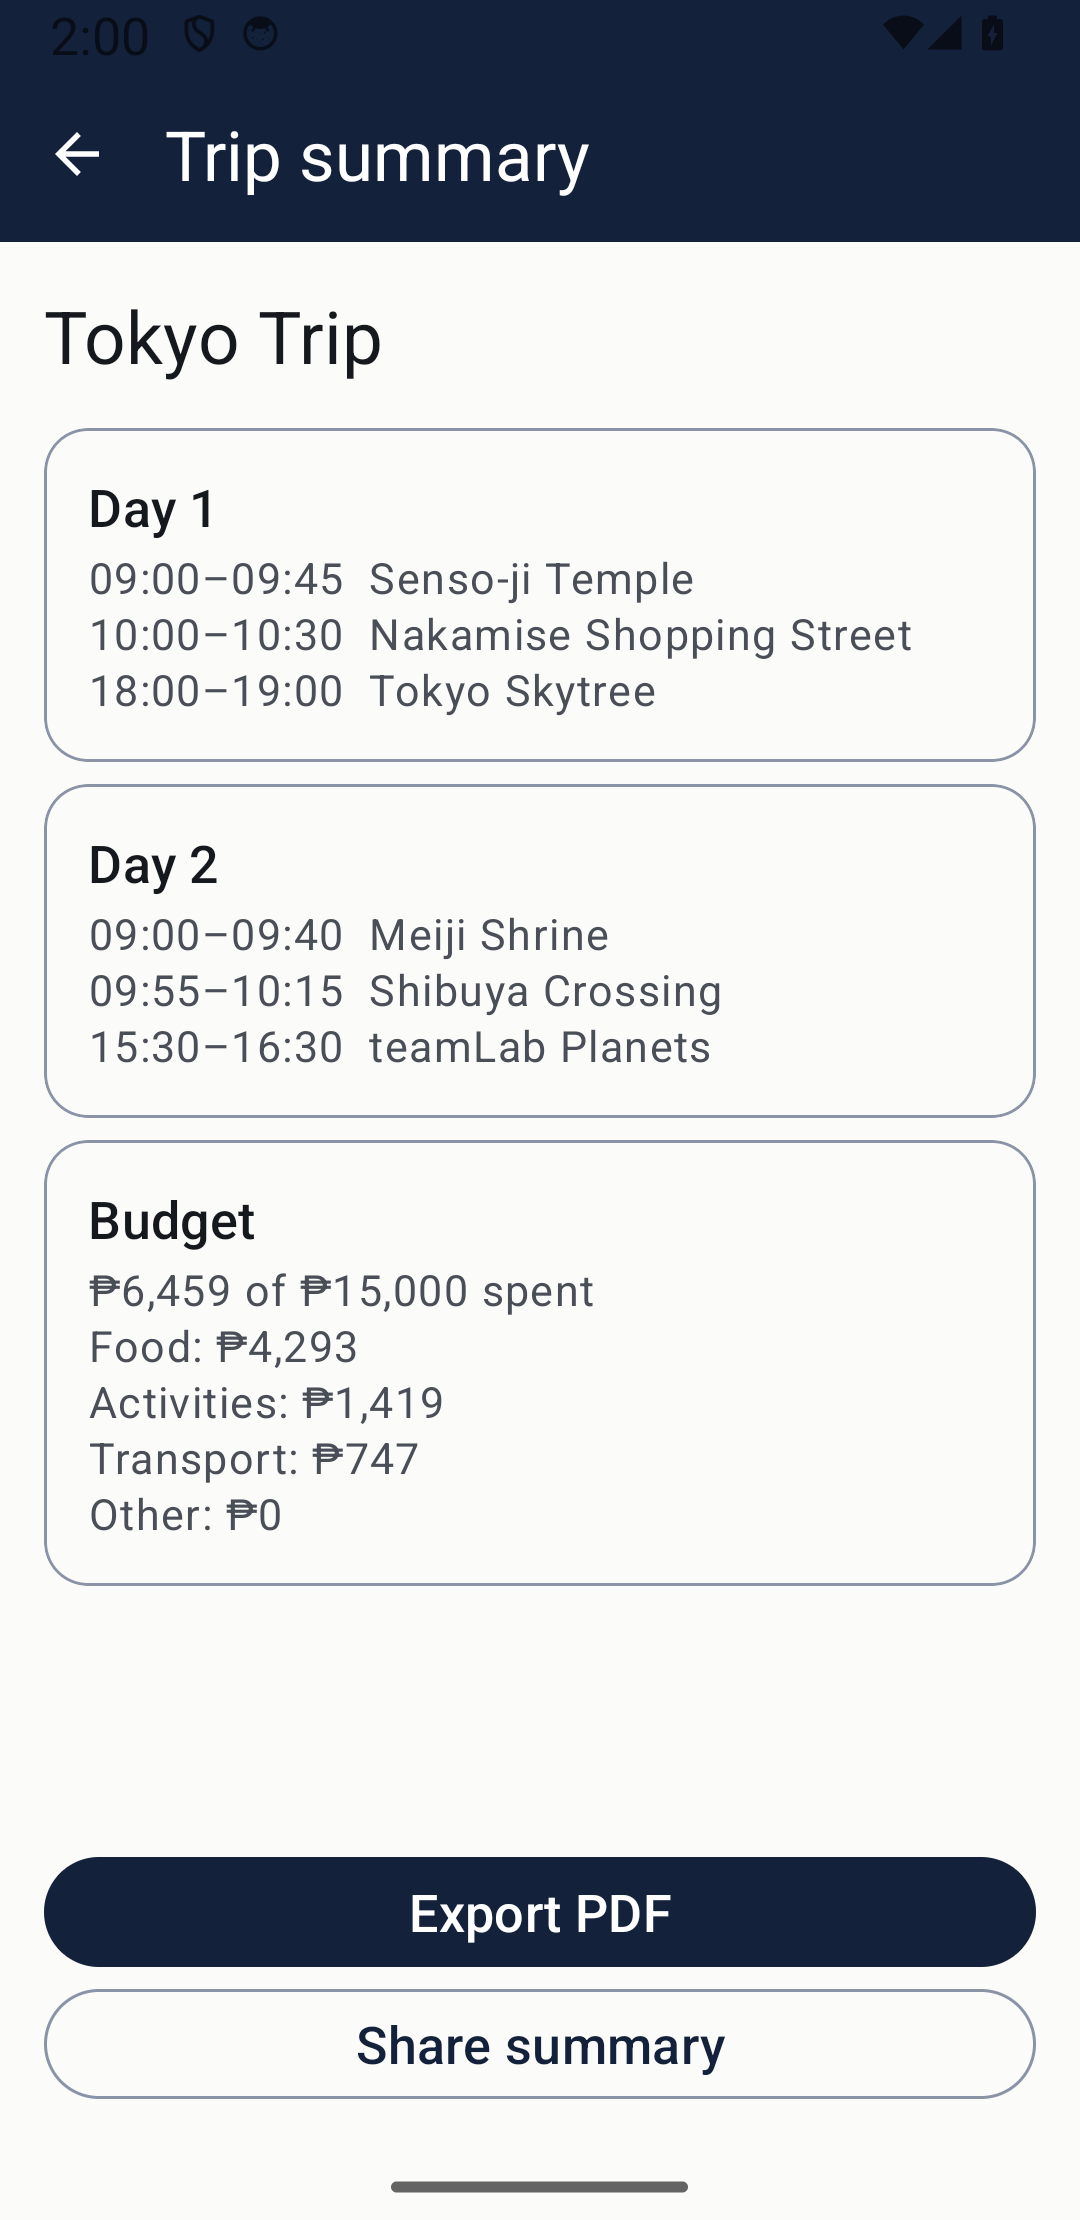 2:00
Trip summary
Tokyo Trip
Day 1
09:00–09:45 Senso-ji Temple
10:00–10:30 Nakamise Shopping Street
18:00–19:00 Tokyo Skytree
Day 2
09:00–09:40 Meiji Shrine
09:55–10:15 Shibuya Crossing
15:30–16:30 teamLab Planets
Budget
₱6,459 of ₱15,000 spent
Food: ₱4,293
Activities: ₱1,419
Transport: ₱747
Other: ₱0
Export PDF
Share summary